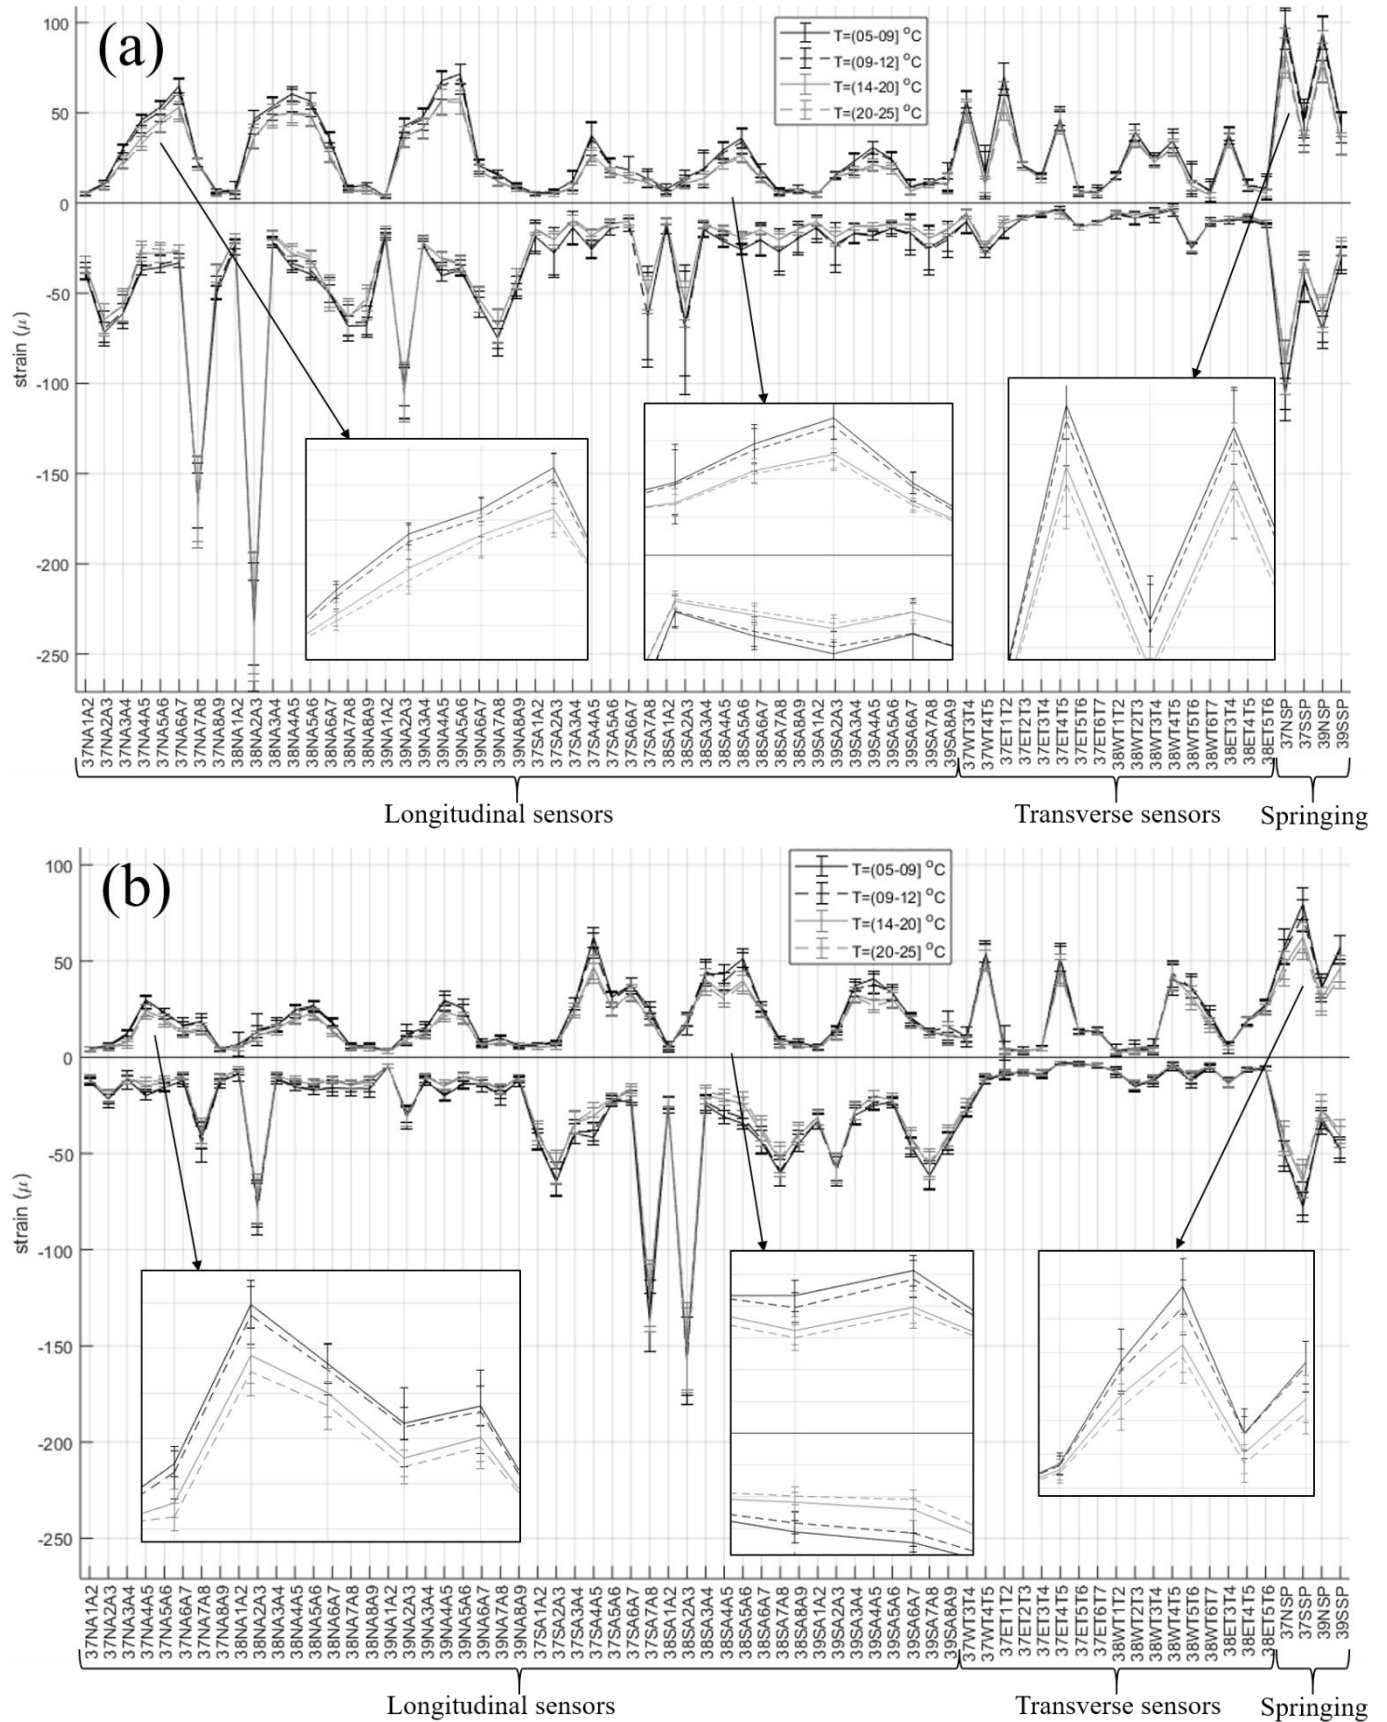 (a)
T=(05-09] °C
T=(09-12] °C
T=(14-20] °C
T=(20-25] °C
100
50
0
-50
-100
-150
-200
-250
strain (μ)
37NA1A2
37NA2A3
37NA3A4
37NA4A5
37NA5A6
37NA6A7
37NA7A8
37NA8A9
38NA1A2
38NA2A3
38NA3A4
38NA4A5
38NA5A6
38NA6A7
38NA7A8
38NA8A9
39NA1A2
39NA2A3
39NA3A4
39NA4A5
39NA5A6
39NA6A7
39NA7A8
39NA8A9
37SA1A2
37SA2A3
37SA3A4
37SA4A5
37SA5A6
37SA6A7
37SA7A8
38SA1A2
38SA2A3
38SA3A4
38SA4A5
38SA5A6
38SA6A7
38SA7A8
38SA8A9
39SA1A2
39SA2A3
39SA3A4
39SA4A5
39SA5A6
39SA6A7
39SA7A8
39SA8A9
37WT3T4
37WT4T5
37ET1T2
37ET2T3
37ET3T4
37ET4T5
37ET5T6
37ET6T7
38WT1T2
38WT2T3
38WT3T4
38WT4T5
38WT5T6
38WT6T7
38ET3T4
38ET4T5
38ET5T6
37NSP
37SSP
39NSP
39SSP
Longitudinal sensors
Transverse sensors
Springing
(b)
T=(05-09] °C
T=(09-12] °C
T=(14-20] °C
T=(20-25] °C
100
50
0
-50
-100
-150
-200
-250
strain (μ)
37NA1A2
37NA2A3
37NA3A4
37NA4A5
37NA5A6
37NA6A7
37NA7A8
37NA8A9
38NA1A2
38NA2A3
38NA3A4
38NA4A5
38NA5A6
38NA6A7
38NA7A8
38NA8A9
39NA1A2
39NA2A3
39NA3A4
39NA4A5
39NA5A6
39NA6A7
39NA7A8
39NA8A9
37SA1A2
37SA2A3
37SA3A4
37SA4A5
37SA5A6
37SA6A7
37SA7A8
38SA1A2
38SA2A3
38SA3A4
38SA4A5
38SA5A6
38SA6A7
38SA7A8
38SA8A9
39SA1A2
39SA2A3
39SA3A4
39SA4A5
39SA5A6
39SA6A7
39SA7A8
39SA8A9
37WT3T4
37WT4T5
37ET1T2
37ET2T3
37ET3T4
37ET4T5
37ET5T6
37ET6T7
38WT1T2
38WT2T3
38WT3T4
38WT4T5
38WT5T6
38WT6T7
38ET3T4
38ET4T5
38ET5T6
37NSP
37SSP
39NSP
39SSP
Longitudinal sensors
Transverse sensors
Springing